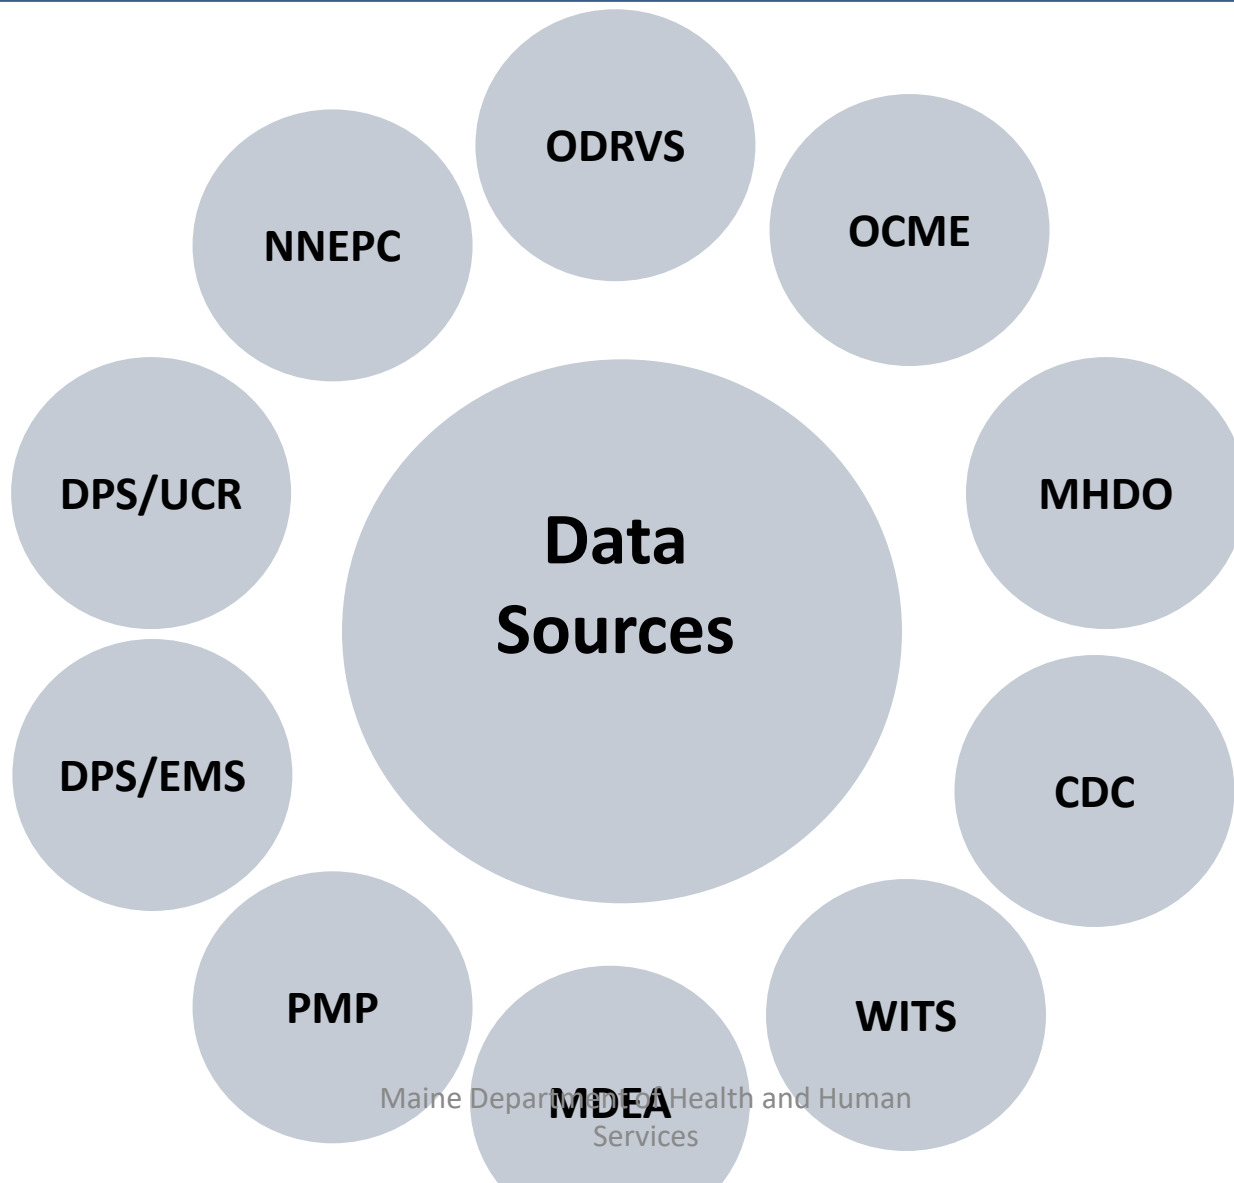 ODRVS
OCME
NNEPC
MHDO
DPS/UCR
Data
Sources
DPS/EMS
CDC
PMP
WITS
MDEA
Maine Department of Health and Human
Services